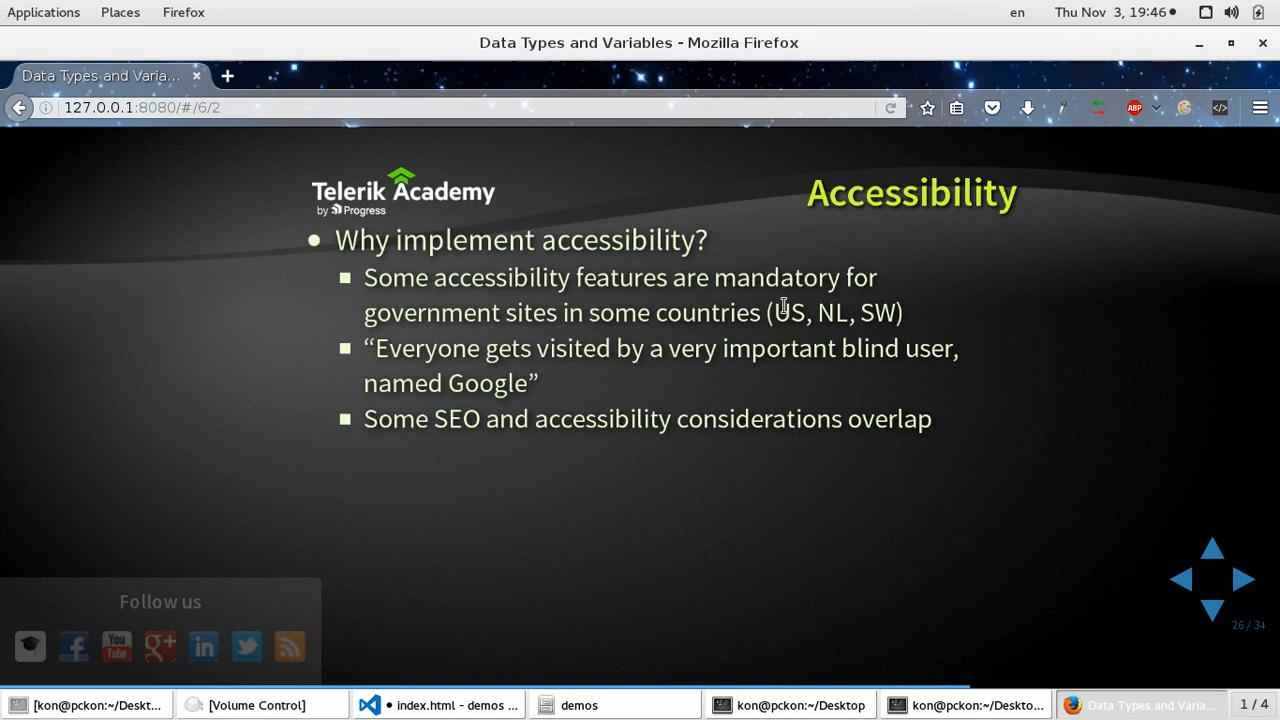 Applications Places Firefox en Thu Nov 3, 19:46
Data Types and Variables - Mozilla Firefox
Data Types and Varia...
127.0.0.1:8080/#/6/2 ABP
Telerik Academy
by Progress
Accessibility
Why implement accessibility?
Some accessibility features are mandatory for
government sites in some countries (US, NL, SW)
“Everyone gets visited by a very important blind user,
named Google”
Some SEO and accessibility considerations overlap
Follow us
You
Tube
26 / 34
[kon@pckon:~/Deskt... [Volume Control] • index.html - demos ... demos kon@pckon:~/Desktop kon@pckon:~/Deskto... Data Types and Varia... 1 / 4